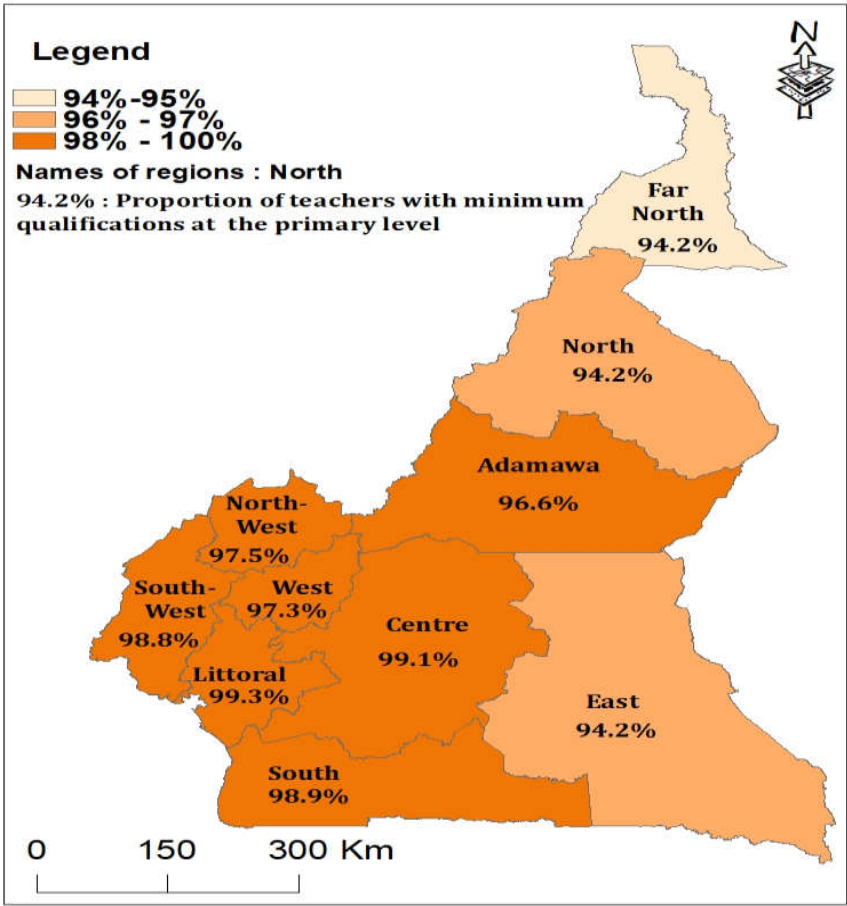 Legend
94%-95%
96% - 97%
98% - 100%
Names of regions : North
94.2% : Proportion of teachers with minimum
qualifications at the primary level
N
Far
North
94.2%
North
94.2%
Adamawa
96.6%
North-
West
97.5%
South-
West
98.8%
West
97.3%
Centre
99.1%
Littoral
99.3%
East
94.2%
South
98.9%
0 150 300 Km